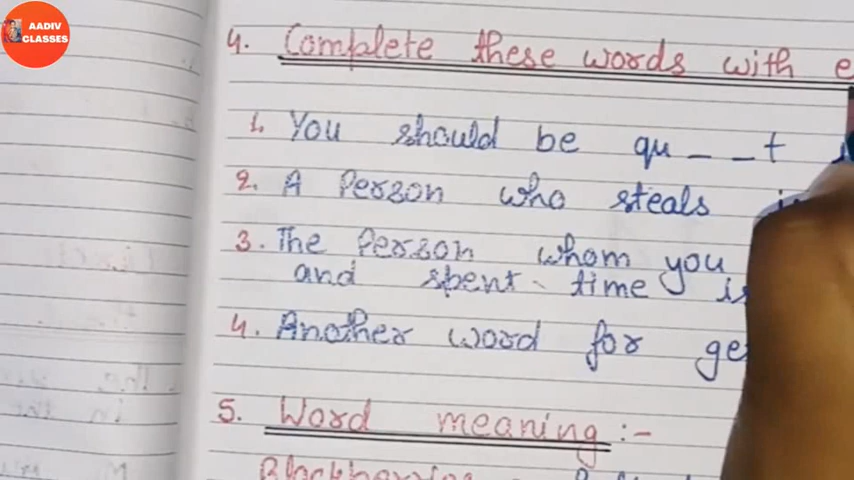 AADIV
CLASSES
4. Complete these words with e
1. You should be qu _ _ t
2. A Person who steals
3. The Person whom you
and spent time is
4. Another word for ge
5. Word meaning :-